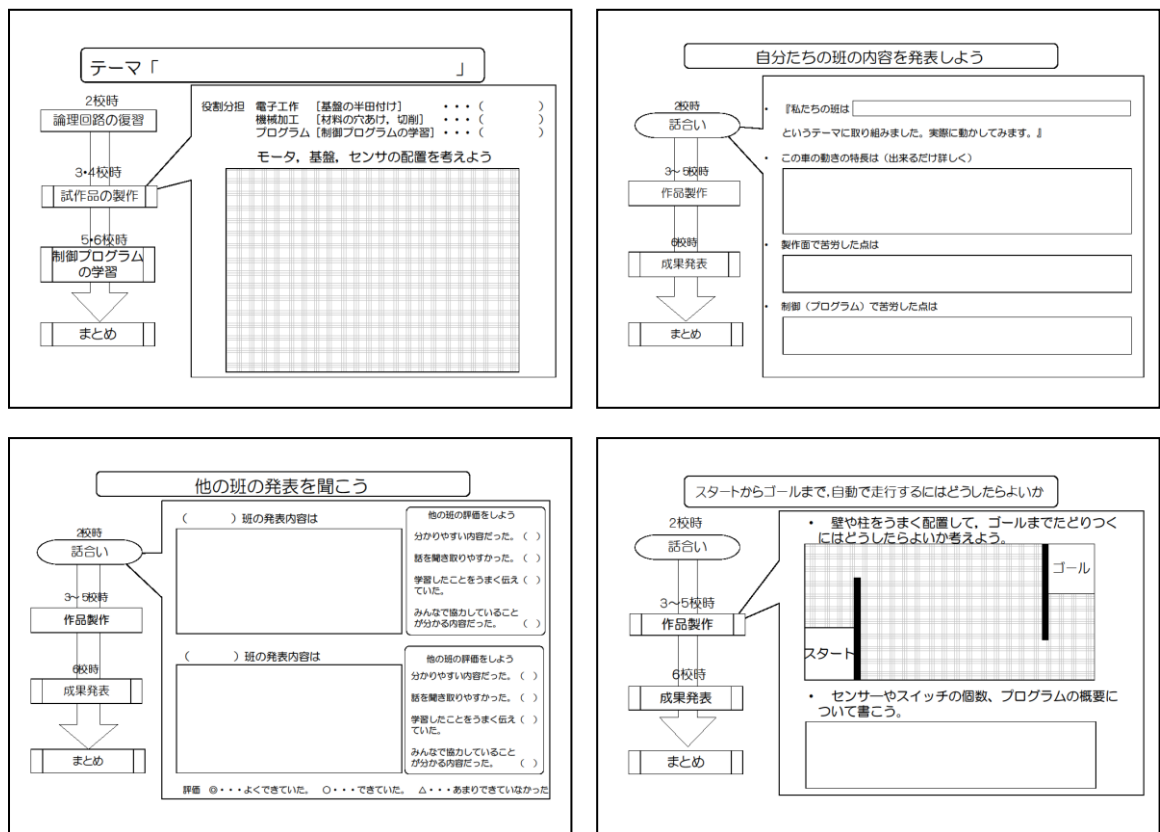 テーマ「　　　　　　　　　　　　　　　」
2校時
論理回路の復習
3・4校時
試作品の製作
5・6校時
制御プログラム
の学習
まとめ
役割分担　電子工作　[基盤の半田付け]　・・・（　　　　　）
機械加工　[材料の穴あけ，切削]　・・・（　　　　　）
プログラム [制御プログラムの学習] ・・・（　　　　　）
モータ，基盤，センサの配置を考えよう
自分たちの班の内容を発表しよう
2校時
話合い
3～5校時
作品製作
6校時
成果発表
まとめ
・　『私たちの班は
というテーマに取り組みました。実際に動かしてみます。』
・　この車の動きの特長は（出来るだけ詳しく）
・　製作面で苦労した点は
・　制御（プログラム）で苦労した点は
他の班の発表を聞こう
2校時
話合い
3～5校時
作品製作
6校時
成果発表
まとめ
（　　　　）班の発表内容は
他の班の評価をしよう
分かりやすい内容だった。（　）
話を聞き取りやすかった。（　）
学習したことをうまく伝え（　）
ていた。
みんなで協力していること
が分かる内容だった。　（　）
（　　　　）班の発表内容は
他の班の評価をしよう
分かりやすい内容だった。（　）
話を聞き取りやすかった。（　）
学習したことをうまく伝え（　）
ていた。
みんなで協力していること
が分かる内容だった。　（　）
評価　◎・・・よくできていた。　○・・・できていた。　△・・・あまりできていなかった
スタートからゴールまで，自動で走行するにはどうしたらよいか
2校時
話合い
3～5校時
作品製作
6校時
成果発表
まとめ
・　壁や柱をうまく配置して，ゴールまでたどりつく
にはどうしたらよいか考えよう。
ゴール
スタート
・　センサーやスイッチの個数、プログラムの概要に
ついて書こう。